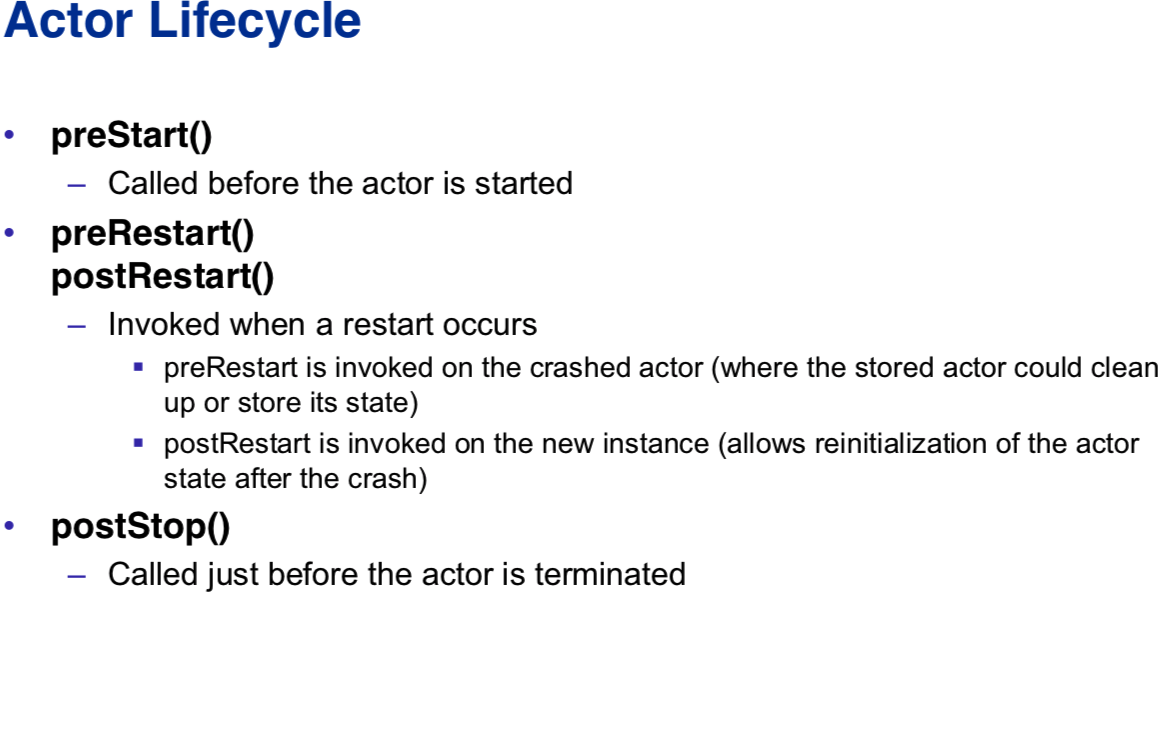 Actor Lifecycle
• preStart()
– Called before the actor is started
• preRestart()
postRestart()
– Invoked when a restart occurs
▪ preRestart is invoked on the crashed actor (where the stored actor could clean
up or store its state)
▪ postRestart is invoked on the new instance (allows reinitialization of the actor
state after the crash)
• postStop()
– Called just before the actor is terminated